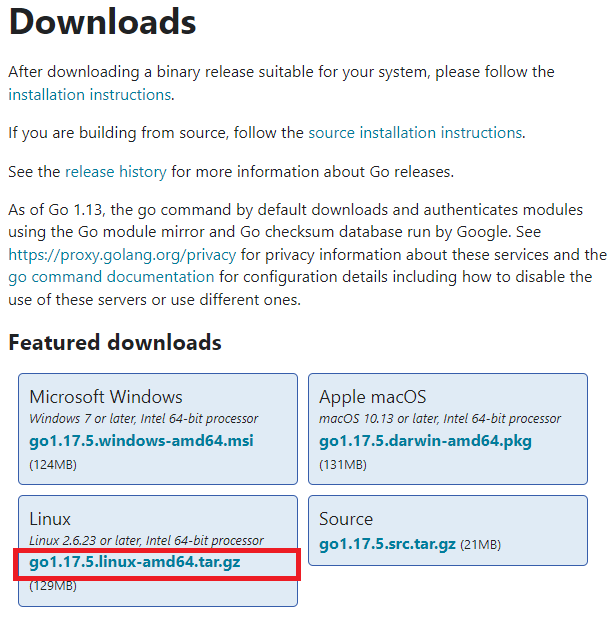 Downloads
After downloading a binary release suitable for your system, please follow the
installation instructions.
If you are building from source, follow the source installation instructions.
See the release history for more information about Go releases.
As of Go 1.13, the go command by default downloads and authenticates modules
using the Go module mirror and Go checksum database run by Google. See
https://proxy.golang.org/privacy for privacy information about these services and the
go command documentation for configuration details including how to disable the
use of these servers or use different ones.
Featured downloads
Microsoft Windows
Windows 7 or later, Intel 64-bit processor
go1.17.5.windows-amd64.msi
(124MB)
Apple macOS
macOS 10.13 or later, Intel 64-bit processor
go1.17.5.darwin-amd64.pkg
(131MB)
Linux
Linux 2.6.23 or later, Intel 64-bit processor
go1.17.5.linux-amd64.tar.gz
(129MB)
Source
go1.17.5.src.tar.gz (21MB)